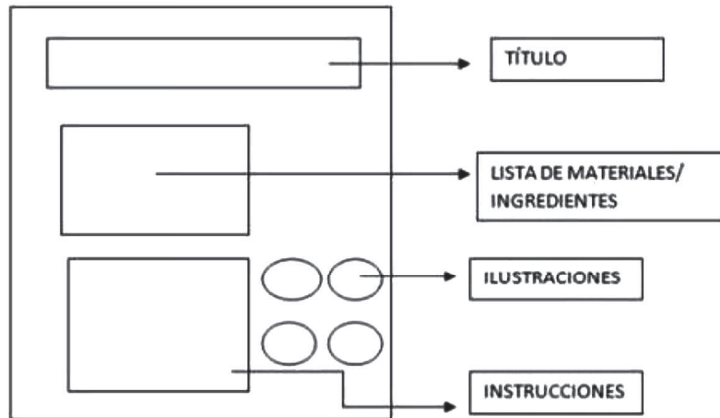 TÍTULO
LISTA DE MATERIALES/
INGREDIENTES
ILUSTRACIONES
INSTRUCCIONES